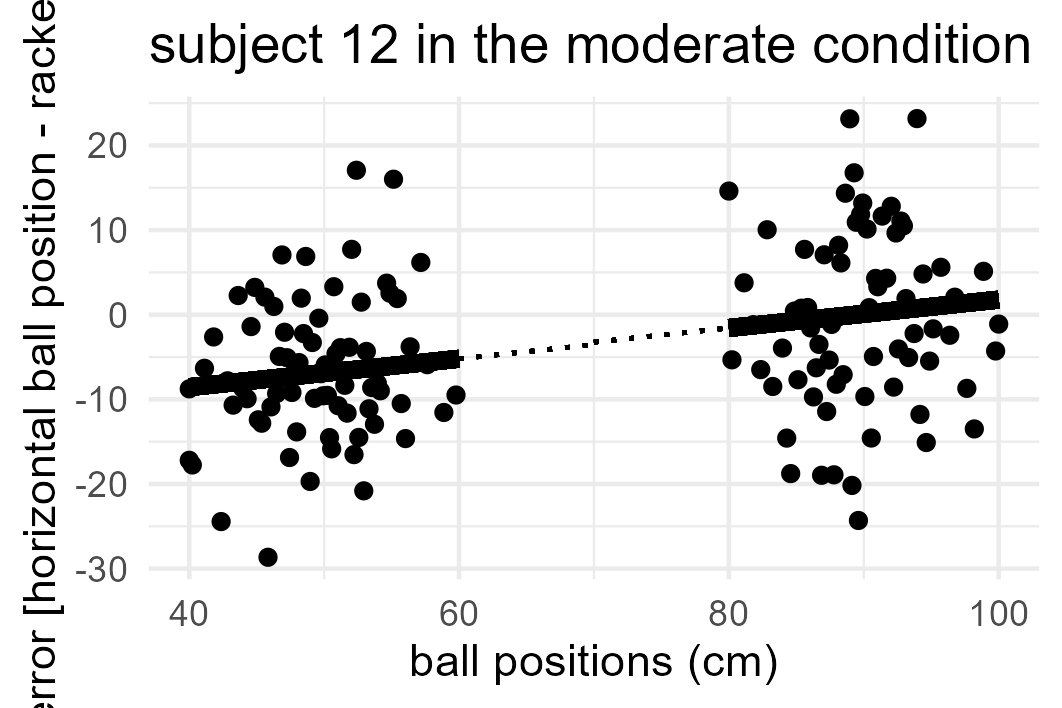 subject 12 in the moderate condition
error [horizontal ball position - racke
20
10
0
-10
-20
-30
40 60 80 100
ball positions (cm)